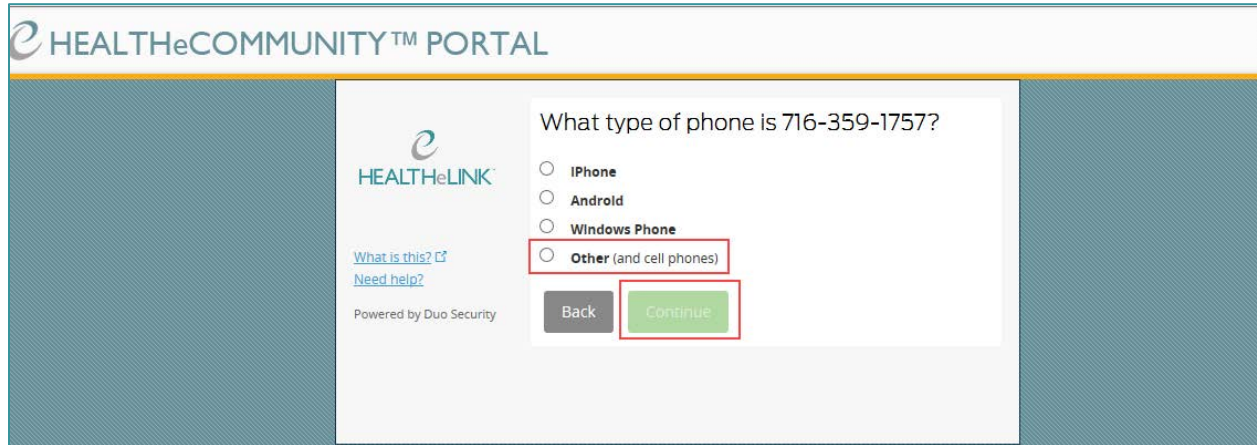 HEALTHeCOMMUNITY™ PORTAL
What type of phone is 716-359-1757?
HEALTHeLINK™
IPhone
Android
Windows Phone
Other (and cell phones)
What is this?
Need help?
Powered by Duo Security
Back
Continue